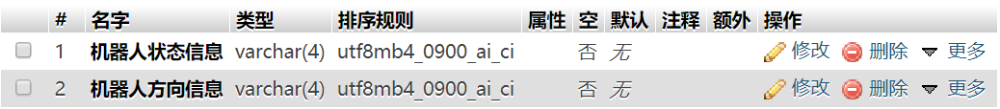 # 名字 类型 排序规则 属性 空 默认 注释 额外 操作
1 机器人状态信息 varchar(4) utf8mb4_0900_ai_ci 否 无 修改 删除 更多
2 机器人方向信息 varchar(4) utf8mb4_0900_ai_ci 否 无 修改 删除 更多